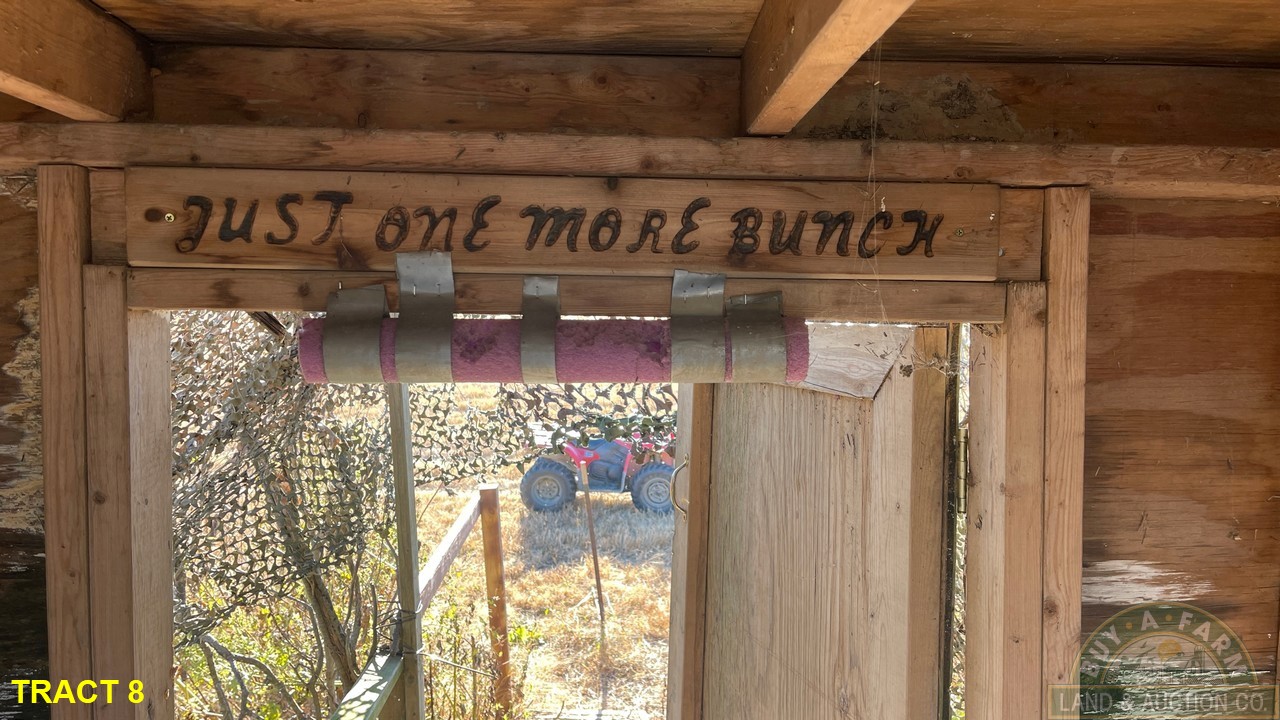 JUST ONE MORE BUNCH
TRACT 8
BUY · A · FARM
LAND & AUCTION CO.